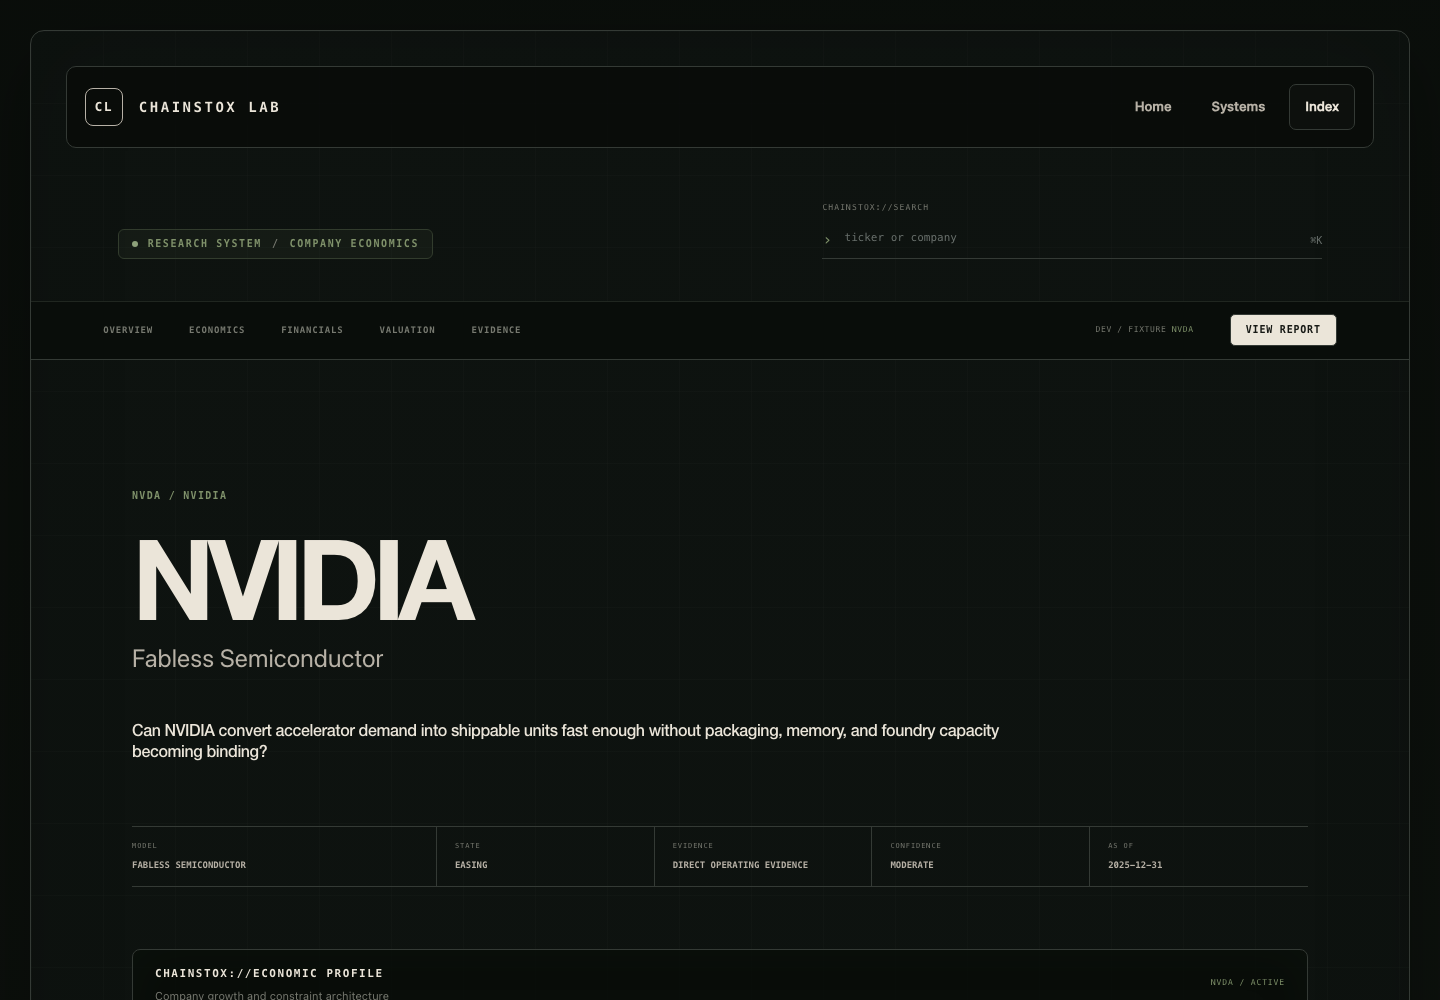 CL CHAINSTOX LAB Home Systems Index
CHAINSTOX://SEARCH
RESEARCH SYSTEM / COMPANY ECONOMICS
› ticker or company ⌘K
OVERVIEW ECONOMICS FINANCIALS VALUATION EVIDENCE DEV / FIXTURE NVDA VIEW REPORT
NVDA / NVIDIA
NVIDIA
Fabless Semiconductor
Can NVIDIA convert accelerator demand into shippable units fast enough without packaging, memory, and foundry capacity
becoming binding?
MODEL STATE EVIDENCE CONFIDENCE AS OF
FABLESS SEMICONDUCTOR EASING DIRECT OPERATING EVIDENCE MODERATE 2025-12-31
CHAINSTOX://ECONOMIC PROFILE
NVDA / ACTIVE
Company growth and constraint architecture